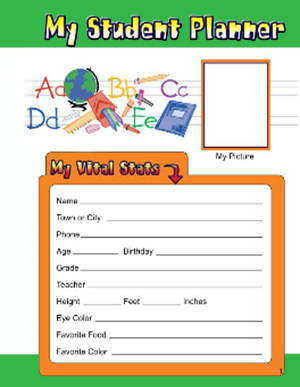 My Student Planner
Aa Bb Cc
Dd Ee
My Picture
My Vital Stats
Name
Town or City
Phone
Age Birthday
Grade
Teacher
Height Feet Inches
Eye Color
Favorite Food
Favorite Color
1